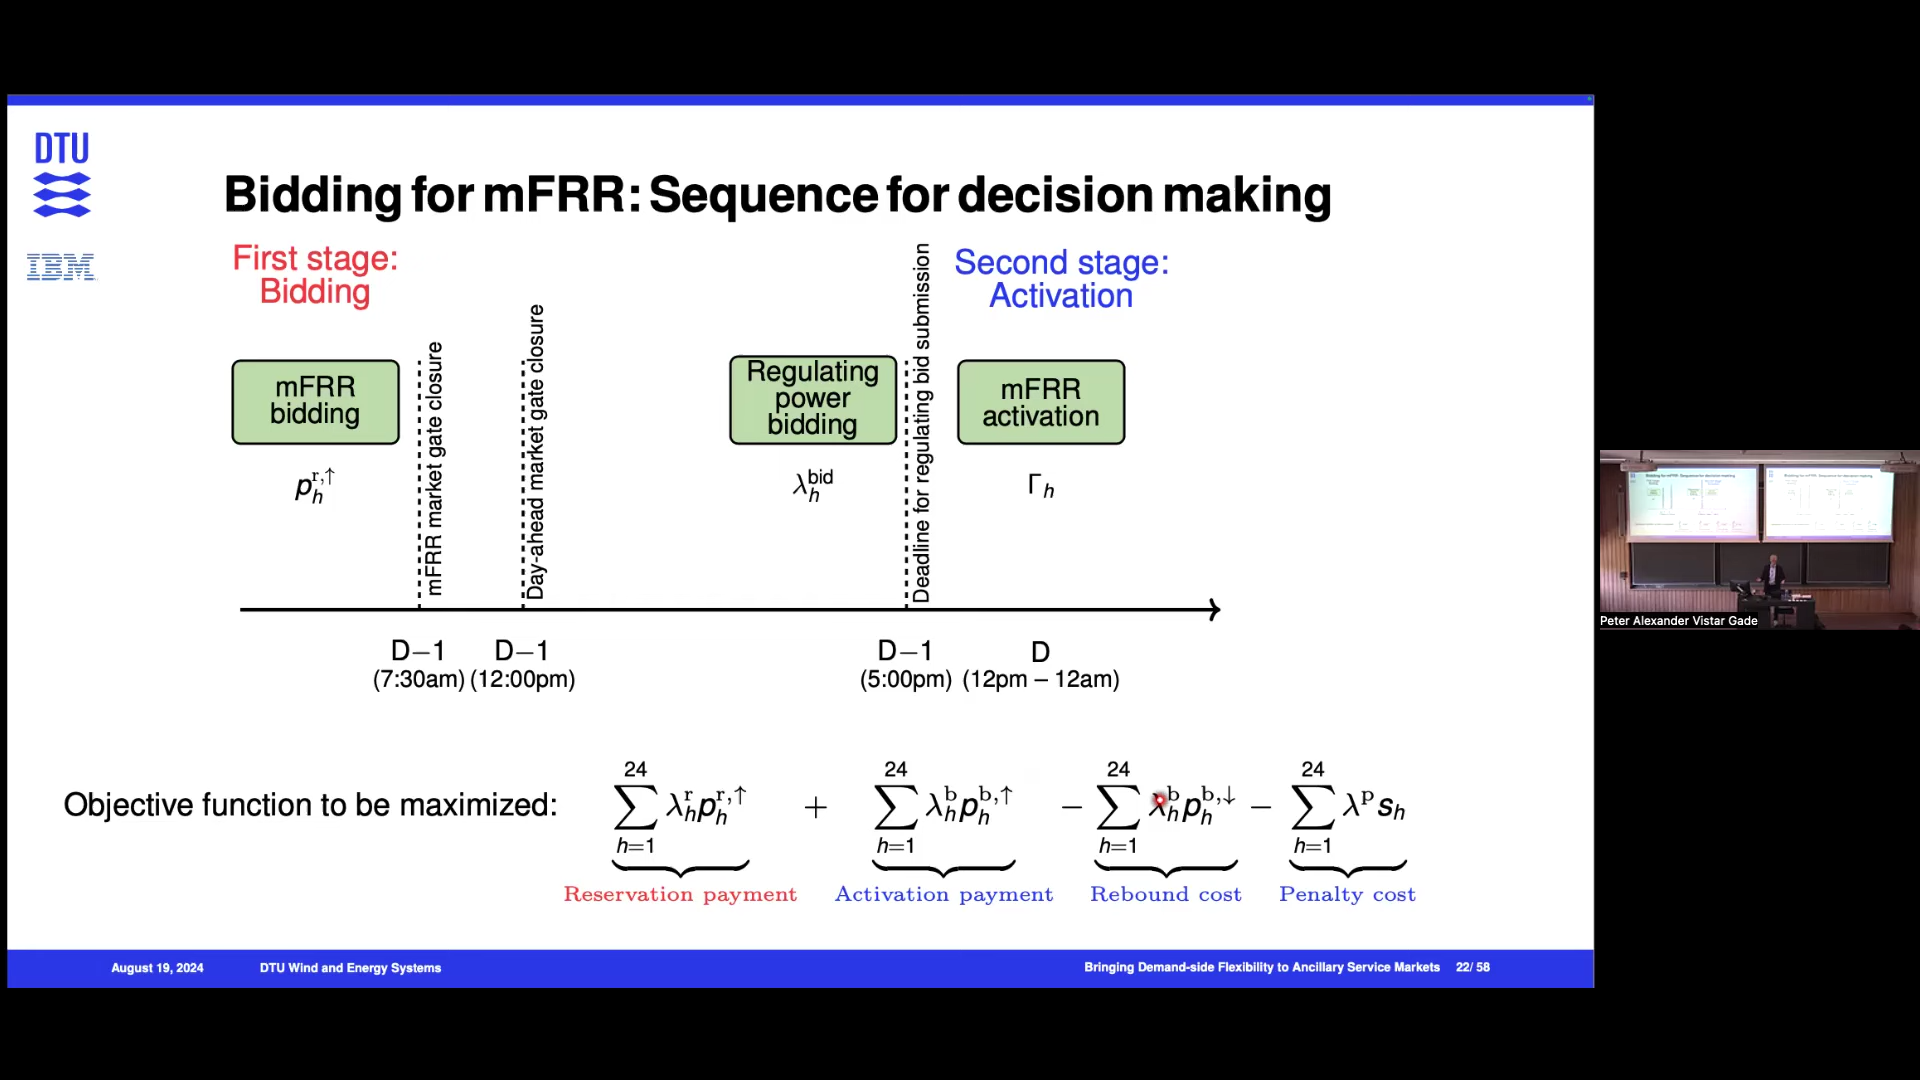 DTU
IBM
Bidding for mFRR: Sequence for decision making
First stage:
Bidding
Second stage:
Activation
mFRR
bidding
mFRR market gate closure
Day-ahead market gate closure
Regulating
power
bidding
Deadline for regulating bid submission
mFRR
activation
p_h^{r,↑}
λ_h^{bid}
Γ_h
D−1
(7:30am)
D−1
(12:00pm)
D−1
(5:00pm)
D
(12pm – 12am)
Objective function to be maximized: ∑_{h=1}^{24} λ_h^r p_h^{r,↑} + ∑_{h=1}^{24} λ_h^b p_h^{b,↑} − ∑_{h=1}^{24} λ_h^b p_h^{b,↓} − ∑_{h=1}^{24} λ^p s_h
Reservation payment
Activation payment
Rebound cost
Penalty cost
August 19, 2024
DTU Wind and Energy Systems
Bringing Demand-side Flexibility to Ancillary Service Markets
22/ 58
Peter Alexander Vistar Gade